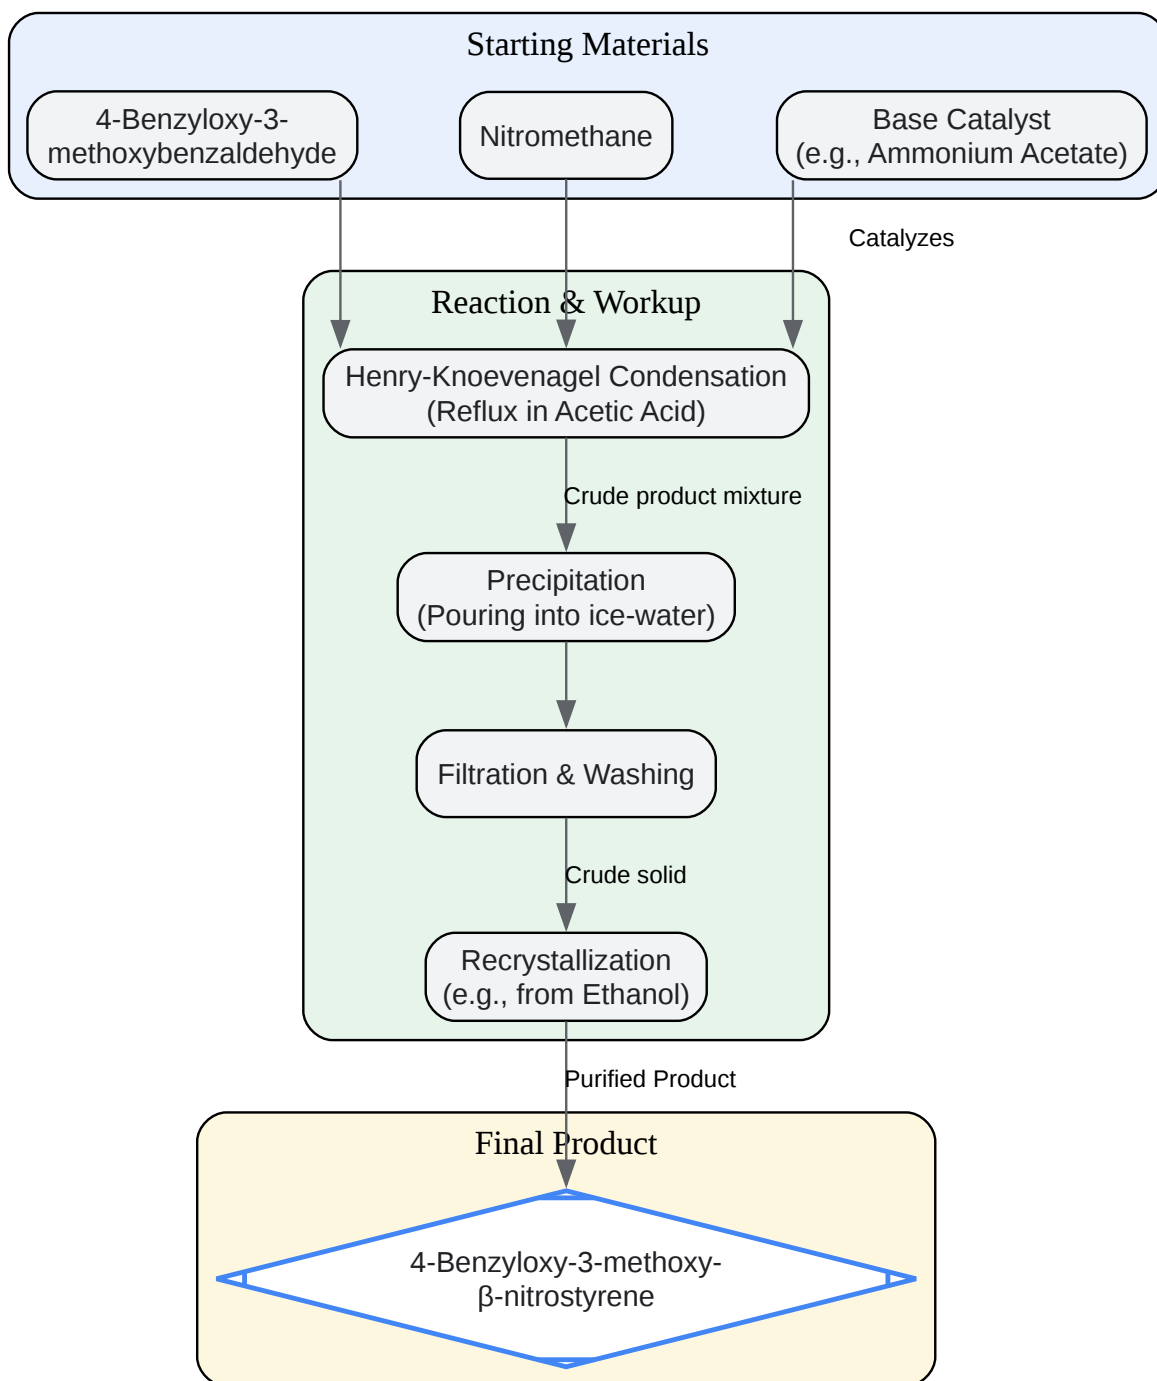 Starting Materials
4-Benzyloxy-3-
methoxybenzaldehyde
Nitromethane
Base Catalyst
(e.g., Ammonium Acetate)
Catalyzes
Reaction & Workup
Henry-Knoevenagel Condensation
(Reflux in Acetic Acid)
Crude product mixture
Precipitation
(Pouring into ice-water)
Filtration & Washing
Crude solid
Recrystallization
(e.g., from Ethanol)
Purified Product
Final Product
4-Benzyloxy-3-methoxy-
β-nitrostyrene